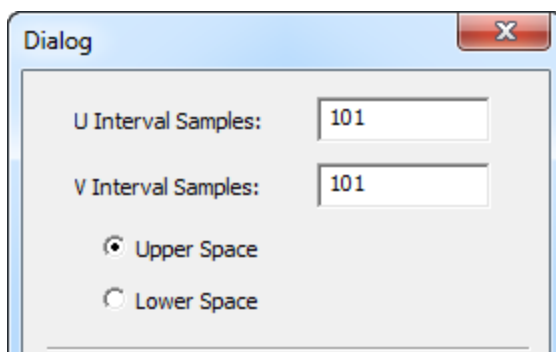 Dialog
U Interval Samples: 101
V Interval Samples: 101
Upper Space
Lower Space